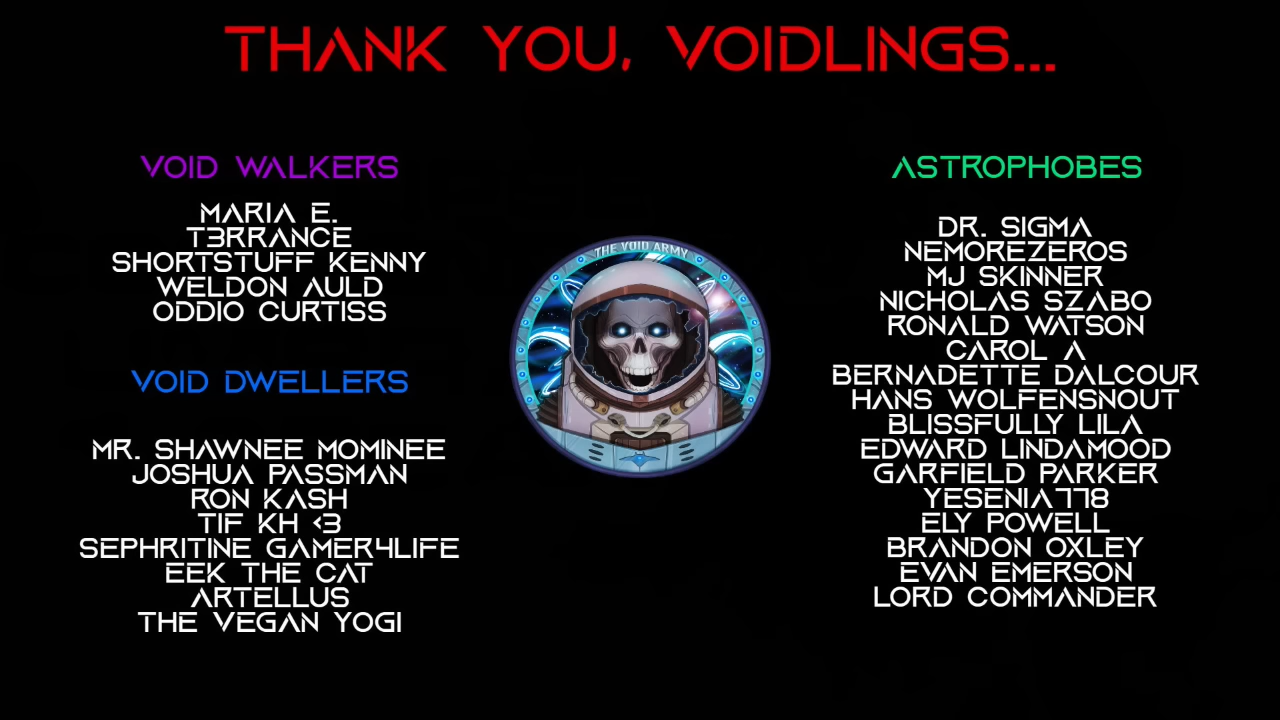 THANK YOU, VOIDLINGS...
VOID WALKERS
MARIA E.
T3RRANCE
SHORTSTUFF KENNY
WELDON AULD
ODDIO CURTISS
VOID DWELLERS
MR. SHAWNEE MOMINEE
JOSHUA PASSMAN
RON KASH
TIF KH <3
SEPHRITINE GAMER4LIFE
EEK THE CAT
ARTELLUS
THE VEGAN YOGI
THE VOID ARMY
ASTROPHOBES
DR. SIGMA
NEMOREZEROS
MJ SKINNER
NICHOLAS SZABO
RONALD WATSON
CAROL A
BERNADETTE DALCOUR
HANS WOLFENSNOUT
BLISSFULLY LILA
EDWARD LINDAMOOD
GARFIELD PARKER
YESENIA778
ELY POWELL
BRANDON OXLEY
EVAN EMERSON
LORD COMMANDER